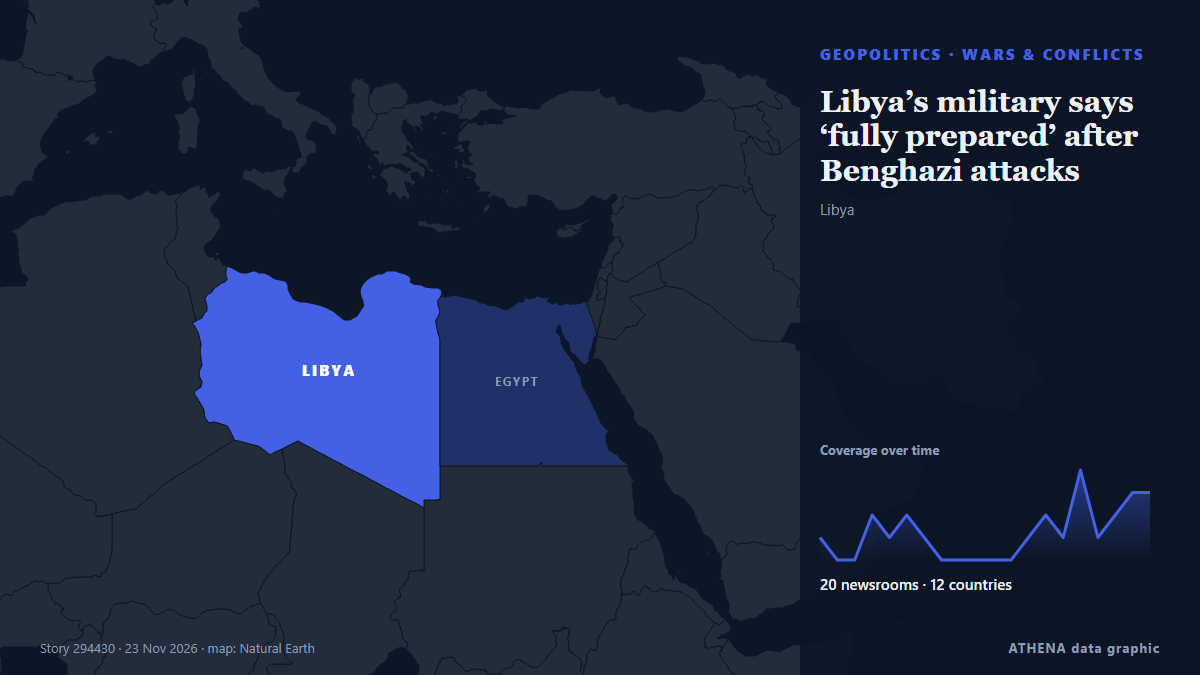 GEOPOLITICS · WARS & CONFLICTS
Libya’s military says
‘fully prepared’ after
Benghazi attacks
Libya
LIBYA
EGYPT
Coverage over time
20 newsrooms · 12 countries
Story 294430 · 23 Nov 2026 · map: Natural Earth
ATHENA data graphic